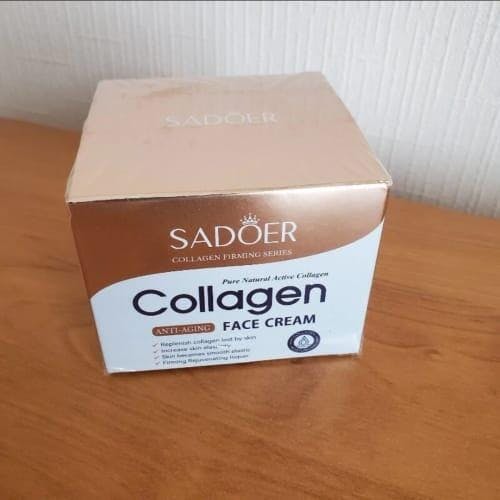 SADOER
SADOER
COLLAGEN FIRMING SERIES
Pure Natural Active Collagen
Collagen
ANTI-AGING FACE CREAM
✓ Replenish collagen lost by skin
✓ Increase skin elasticity
✓ Skin becomes smooth elastic
✓ Firming Rejuvenating Repair